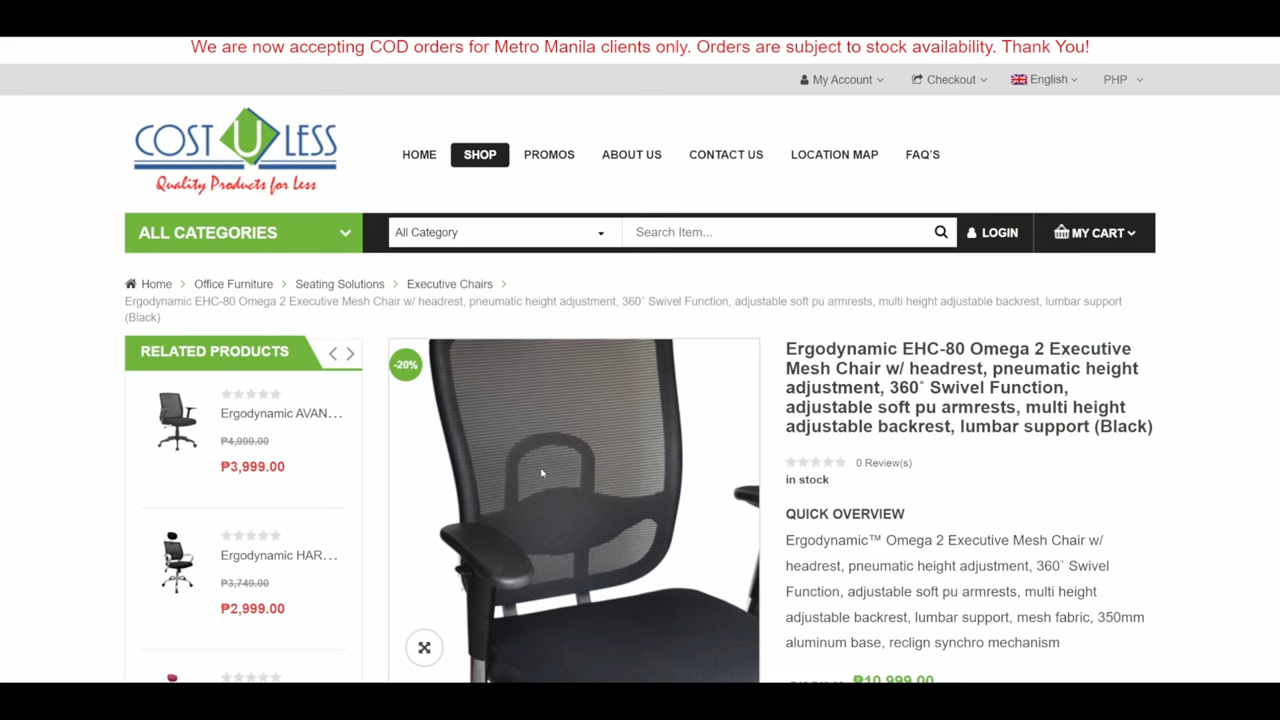 We are now accepting COD orders for Metro Manila clients only. Orders are subject to stock availability. Thank You!
My Account
Checkout
English
PHP
COST U LESS
Quality Products for Less
HOME
SHOP
PROMOS
ABOUT US
CONTACT US
LOCATION MAP
FAQ'S
ALL CATEGORIES
All Category
Search Item...
LOGIN
MY CART
Home > Office Furniture > Seating Solutions > Executive Chairs >
Ergodynamic EHC-80 Omega 2 Executive Mesh Chair w/ headrest, pneumatic height adjustment, 360˚ Swivel Function, adjustable soft pu armrests, multi height adjustable backrest, lumbar support
(Black)
RELATED PRODUCTS
Ergodynamic AVAN...
₱4,999.00
₱3,999.00
Ergodynamic HAR...
₱3,749.00
₱2,999.00
-20%
Ergodynamic EHC-80 Omega 2 Executive
Mesh Chair w/ headrest, pneumatic height
adjustment, 360˚ Swivel Function,
adjustable soft pu armrests, multi height
adjustable backrest, lumbar support (Black)
0 Review(s)
in stock
QUICK OVERVIEW
Ergodynamic™ Omega 2 Executive Mesh Chair w/
headrest, pneumatic height adjustment, 360˚ Swivel
Function, adjustable soft pu armrests, multi height
adjustable backrest, lumbar support, mesh fabric, 350mm
aluminum base, reclign synchro mechanism
₱10,999.00